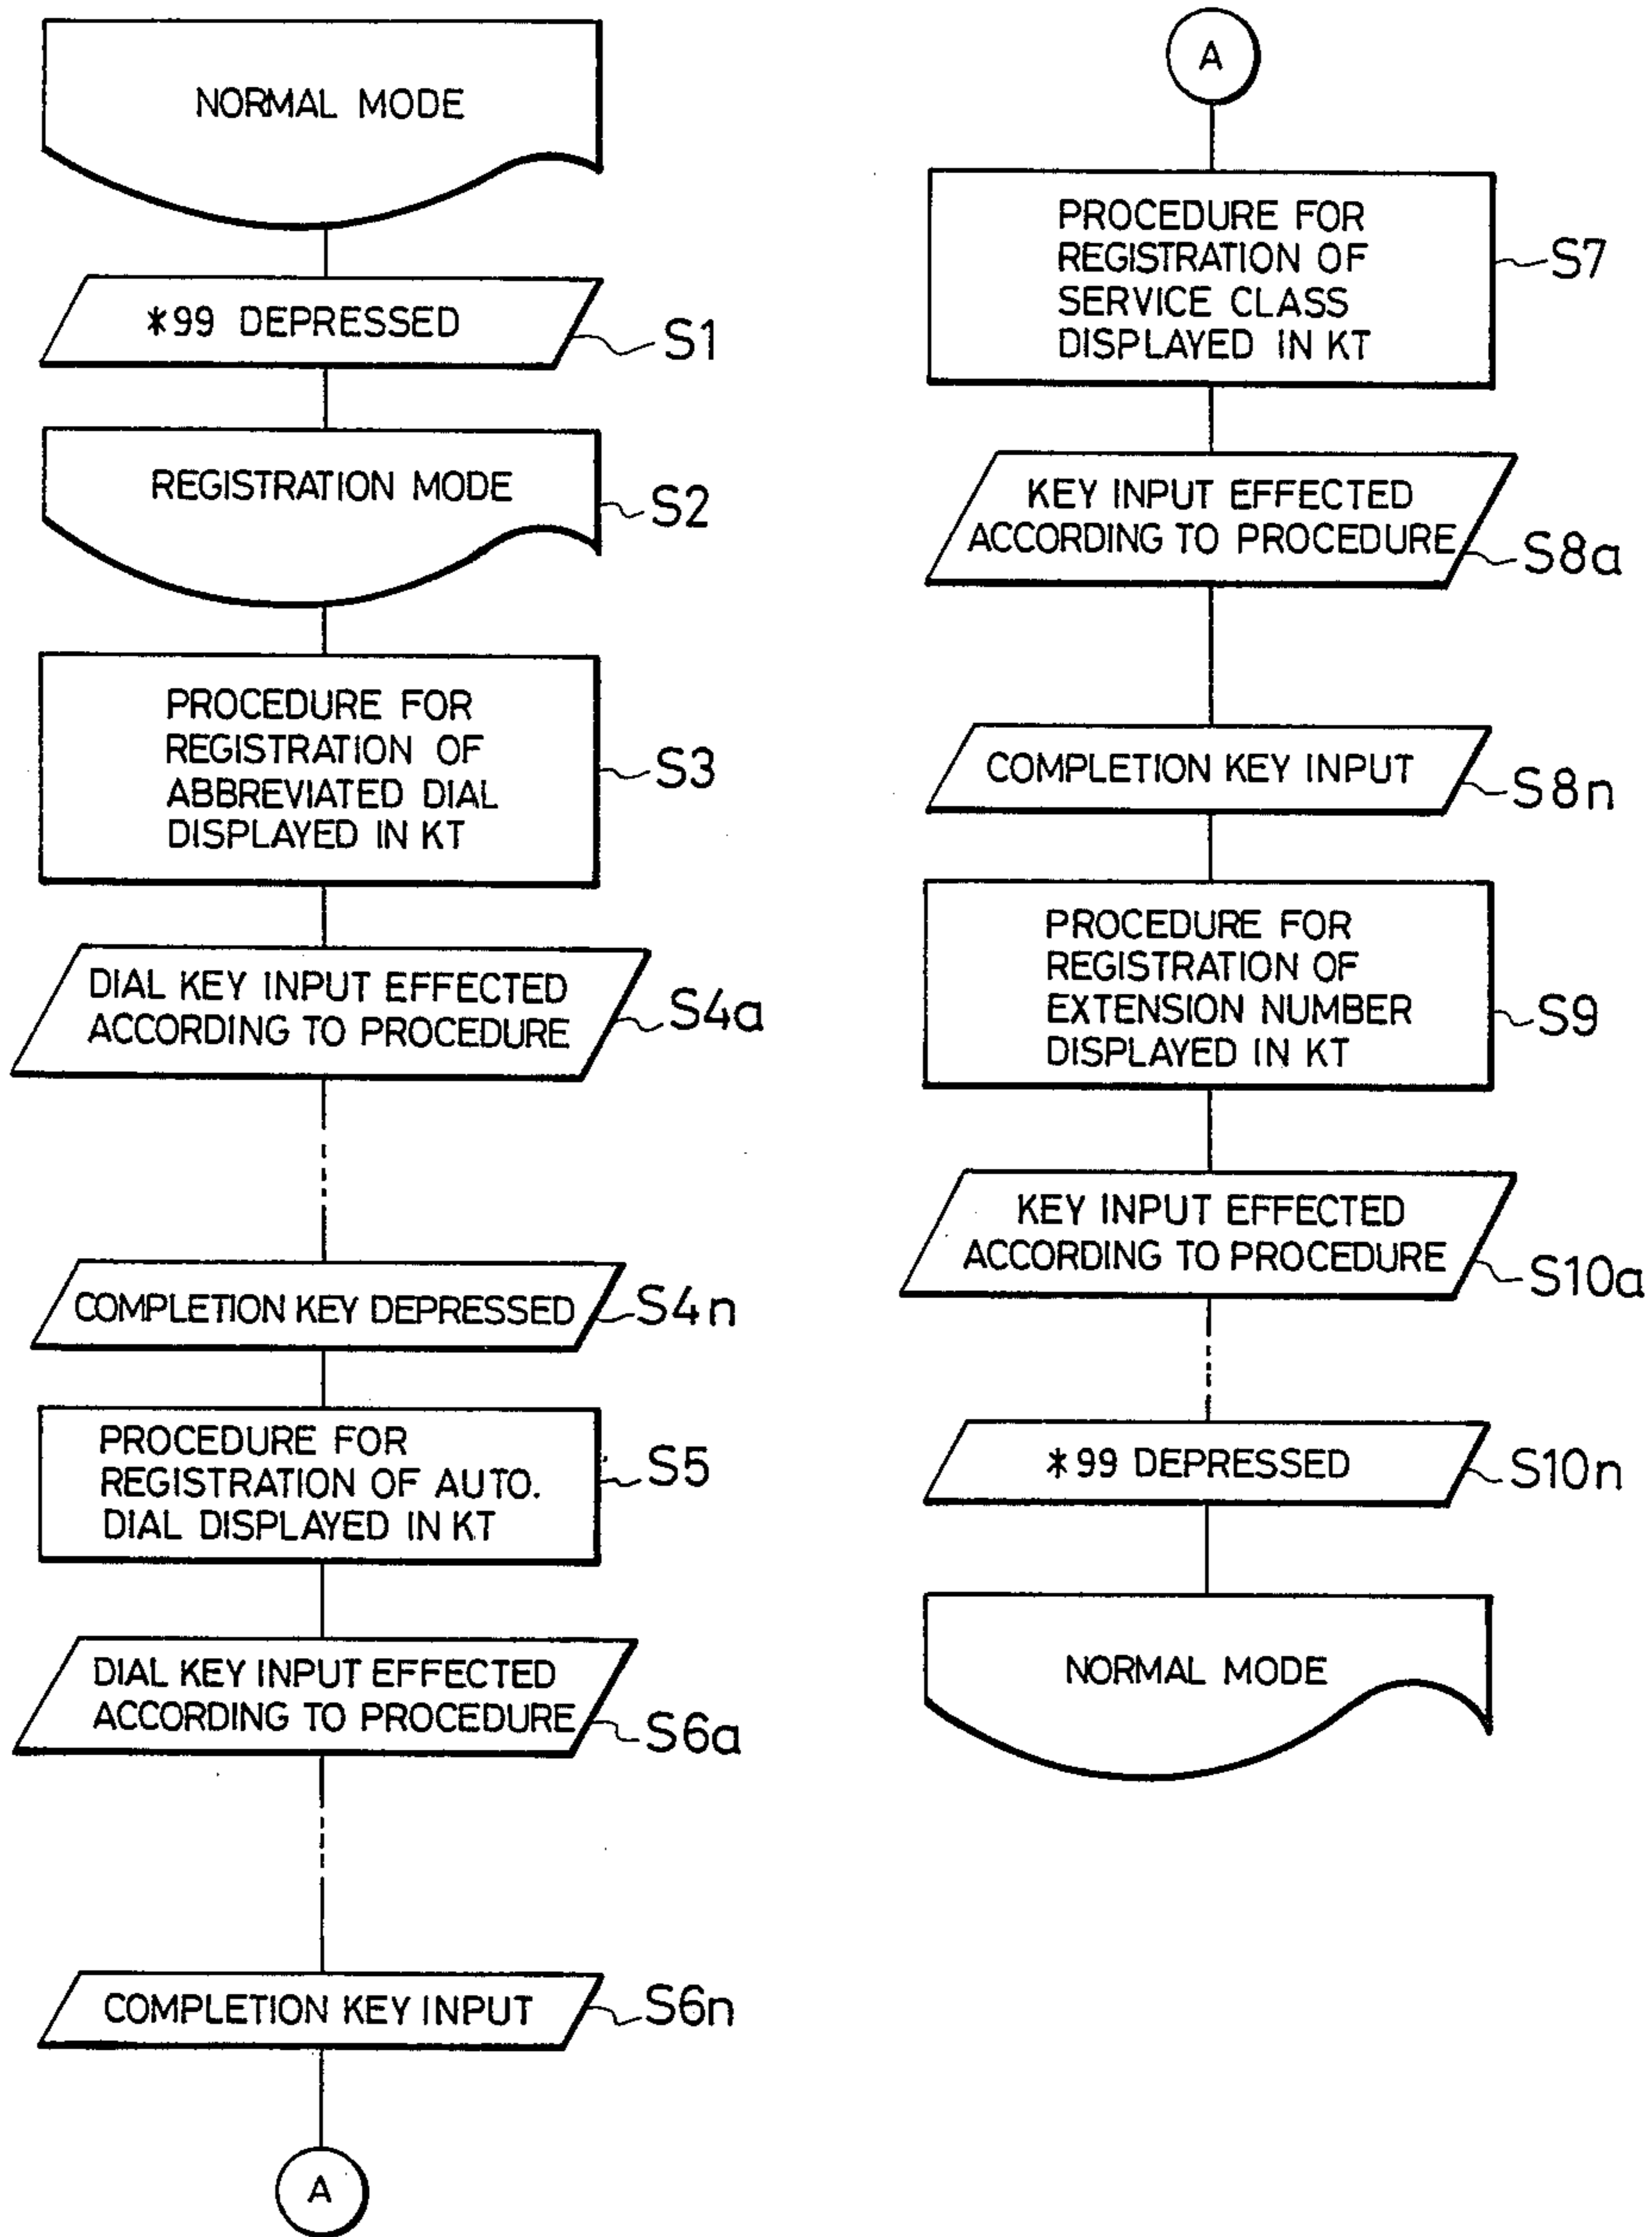 NORMAL MODE
*99 DEPRESSED
S1
REGISTRATION MODE
S2
PROCEDURE FOR
REGISTRATION OF
ABBREVIATED DIAL
DISPLAYED IN KT
S3
DIAL KEY INPUT EFFECTED
ACCORDING TO PROCEDURE
S4a
COMPLETION KEY DEPRESSED
S4n
PROCEDURE FOR
REGISTRATION OF AUTO.
DIAL DISPLAYED IN KT
S5
DIAL KEY INPUT EFFECTED
ACCORDING TO PROCEDURE
S6a
COMPLETION KEY INPUT
S6n
A
A
PROCEDURE FOR
REGISTRATION OF
SERVICE CLASS
DISPLAYED IN KT
S7
KEY INPUT EFFECTED
ACCORDING TO PROCEDURE
S8a
COMPLETION KEY INPUT
S8n
PROCEDURE FOR
REGISTRATION OF
EXTENSION NUMBER
DISPLAYED IN KT
S9
KEY INPUT EFFECTED
ACCORDING TO PROCEDURE
S10a
*99 DEPRESSED
S10n
NORMAL MODE